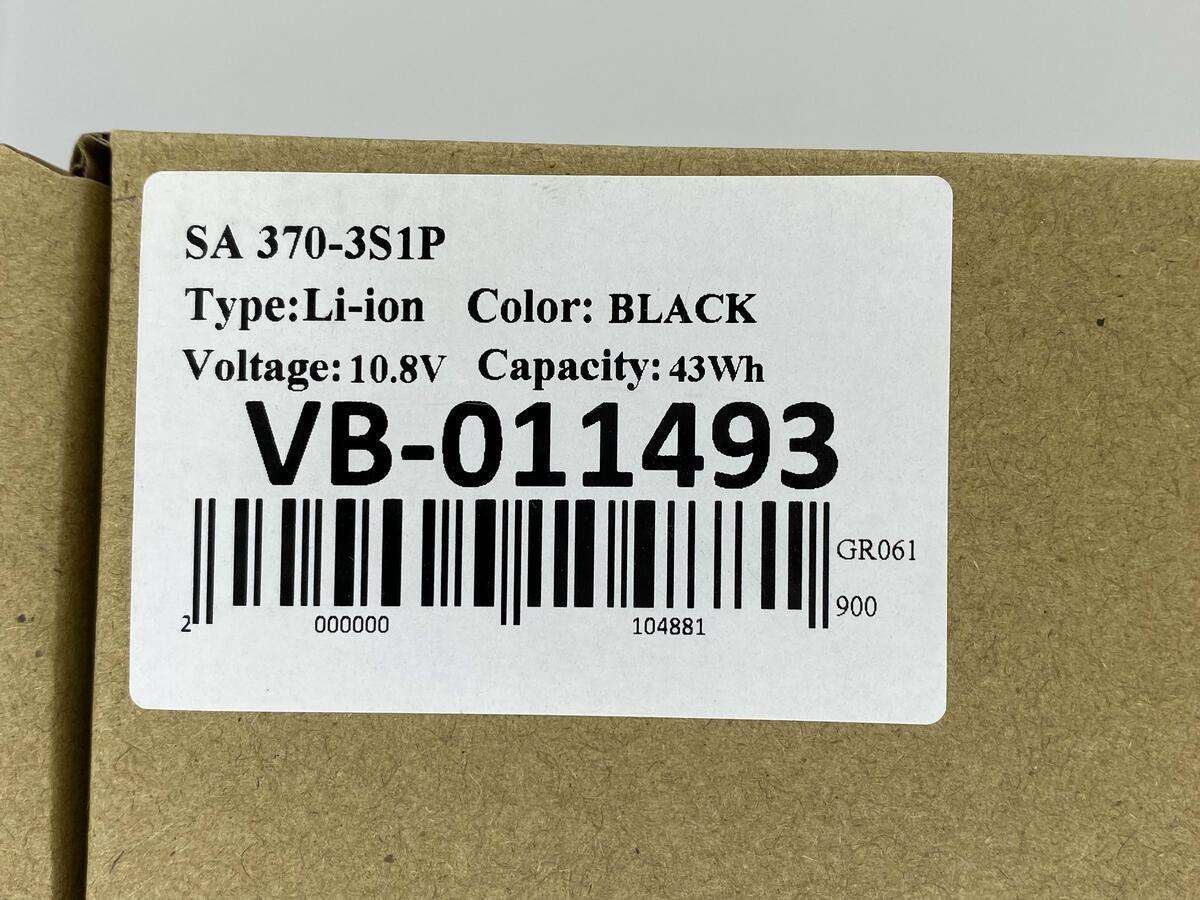 SA 370-3S1P
Type:Li-ion Color: BLACK
Voltage: 10.8V Capacity: 43Wh
VB-011493
GR061
900
2 000000 104881